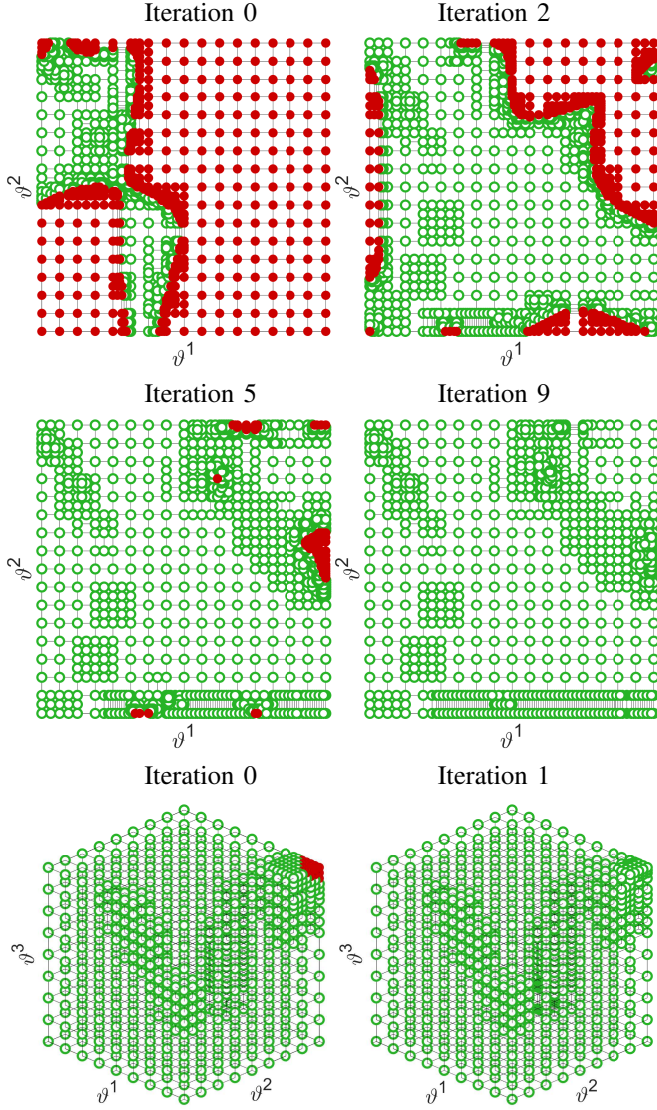 Iteration 0
Iteration 2
ϑ²
ϑ²
ϑ¹
ϑ¹
Iteration 5
Iteration 9
ϑ²
ϑ²
ϑ¹
ϑ¹
Iteration 0
Iteration 1
ϑ³
ϑ³
ϑ¹
ϑ²
ϑ¹
ϑ²